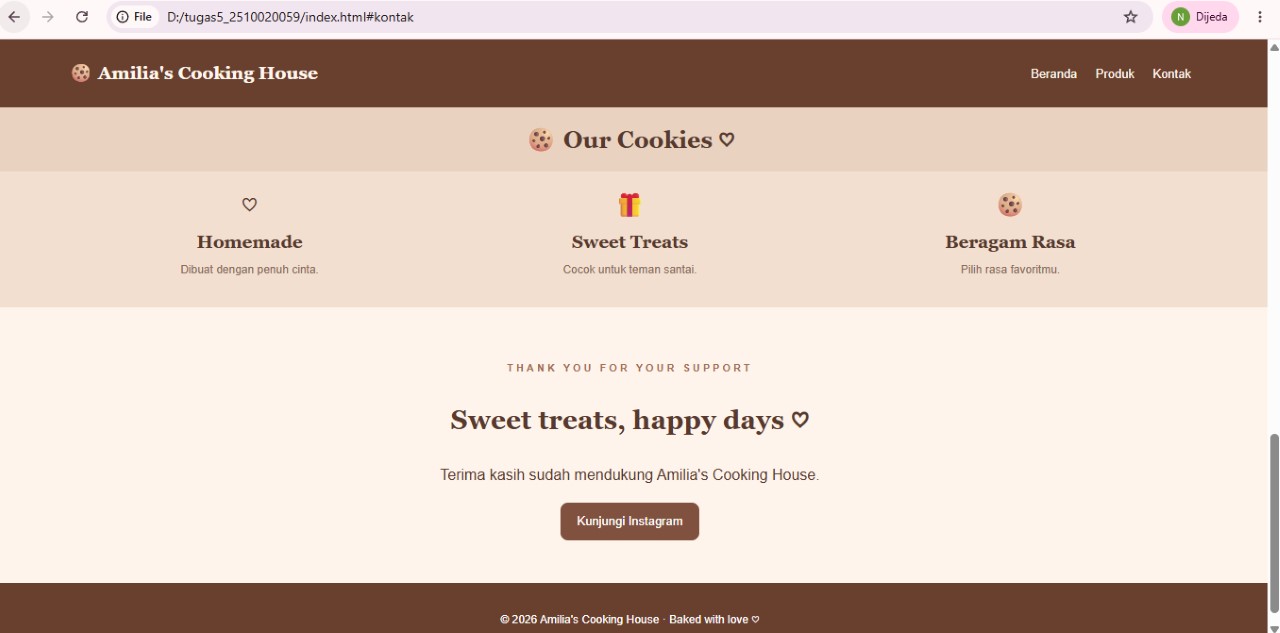 File D:/tugas5_2510020059/index.html#kontak N Dijeda
Amilia's Cooking House Beranda Produk Kontak
Our Cookies ♡
Homemade Sweet Treats Beragam Rasa
Dibuat dengan penuh cinta. Cocok untuk teman santai. Pilih rasa favoritmu.
THANK YOU FOR YOUR SUPPORT
Sweet treats, happy days ♡
Terima kasih sudah mendukung Amilia's Cooking House.
Kunjungi Instagram
© 2026 Amilia's Cooking House · Baked with love ♡